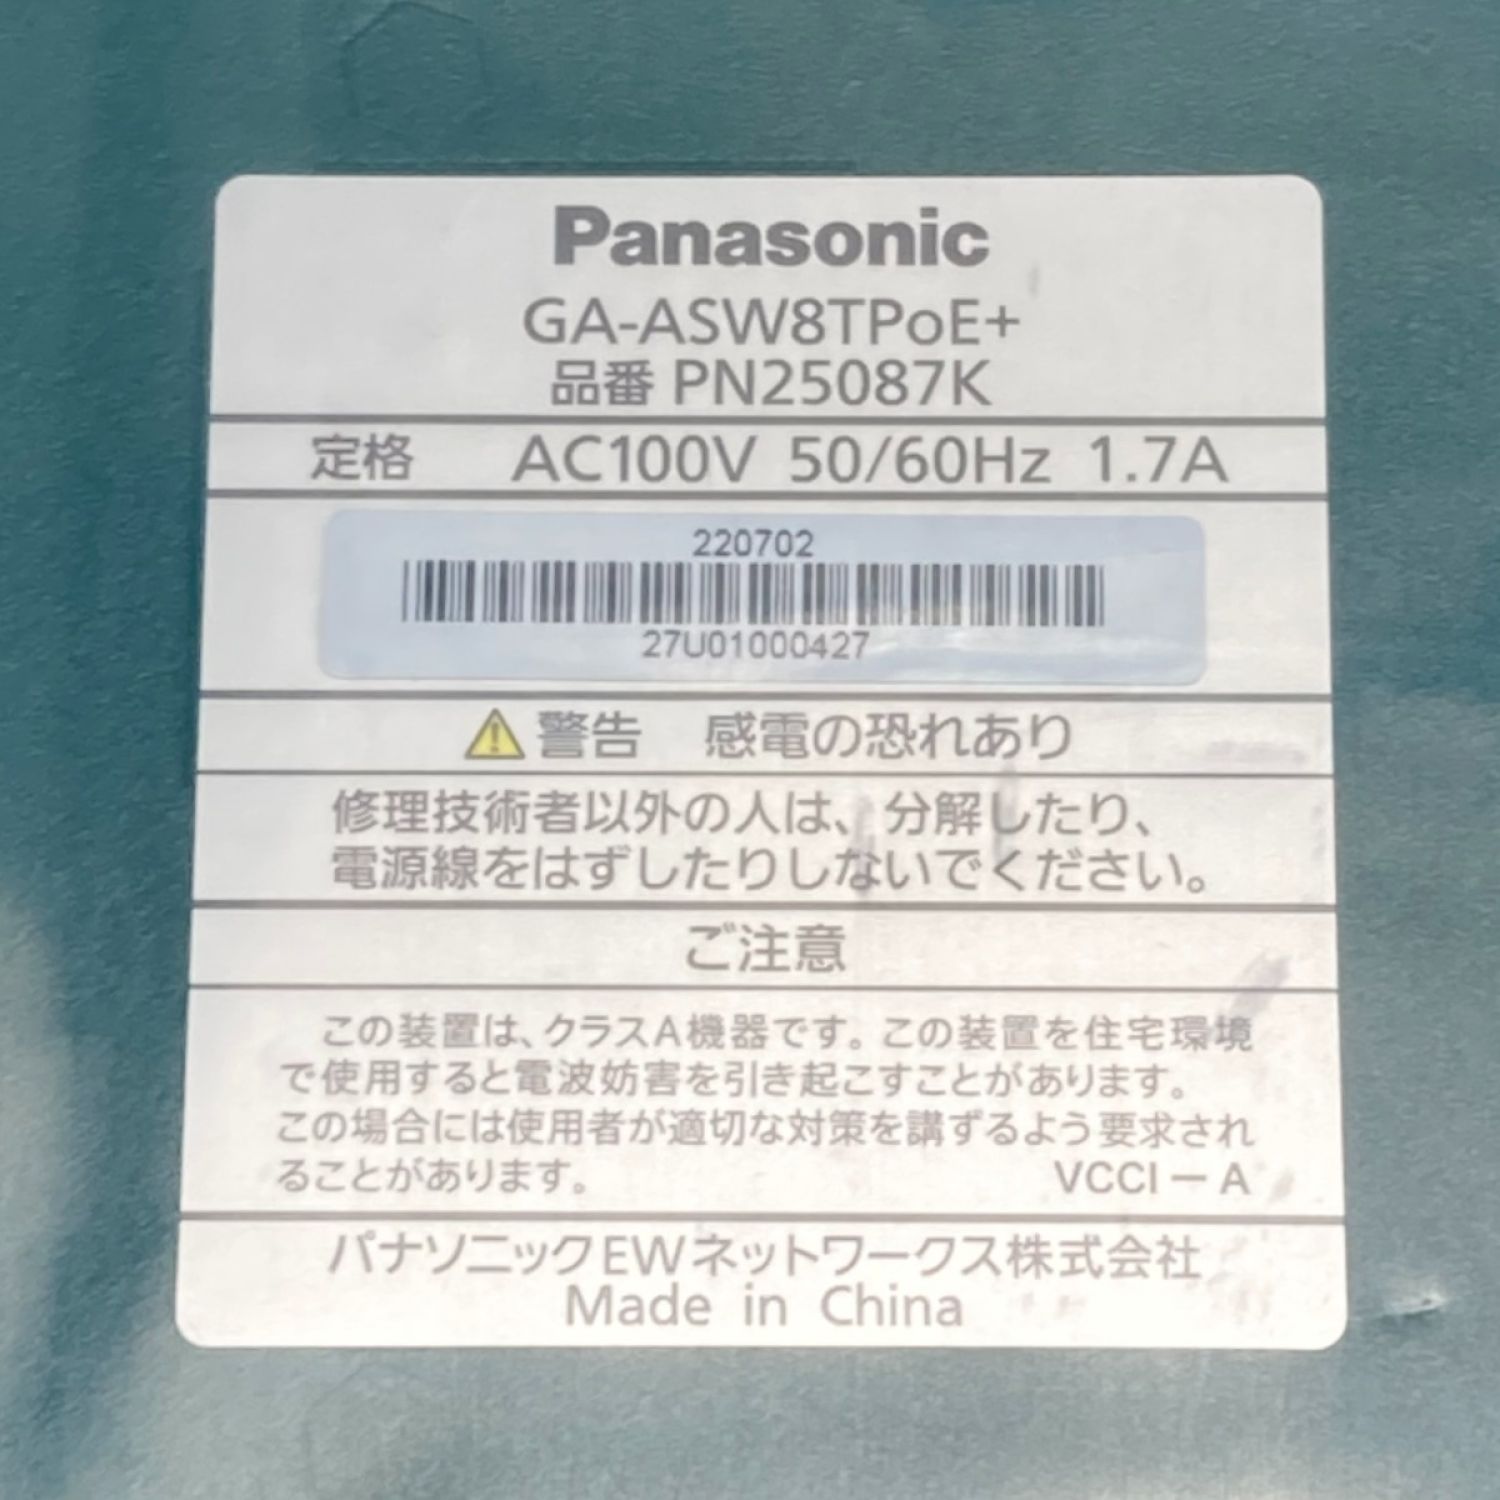 Panasonic
GA-ASW8TPoE+
品番 PN25087K
定格 AC100V 50/60Hz 1.7A
220702
27U01000427
警告 感電の恐れあり
修理技術者以外の人は、分解したり、
電源線をはずしたりしないでください。
ご注意
この装置は、クラスA機器です。この装置を住宅環境
で使用すると電波妨害を引き起こすことがあります。
この場合には使用者が適切な対策を講ずるよう要求され
ることがあります。 VCCI－A
パナソニックEWネットワークス株式会社
Made in China